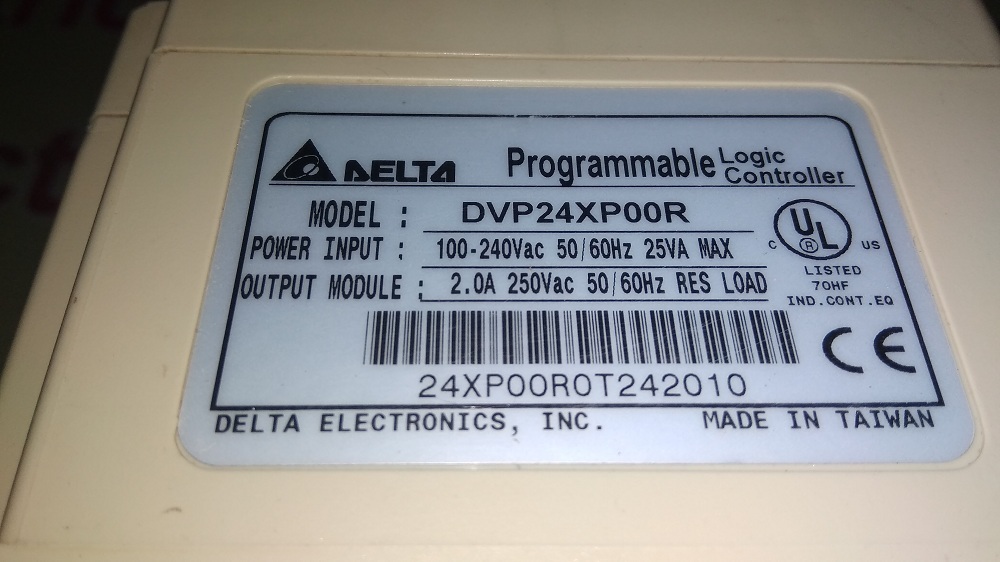 DELTA Programmable Logic Controller
MODEL : DVP24XP00R
POWER INPUT : 100-240Vac 50/60Hz 25VA MAX
OUTPUT MODULE : 2.0A 250Vac 50/60Hz RES LOAD
C UL ® US
LISTED
70HF
IND.CONT.EQ
CE
24XP00R0T242010
DELTA ELECTRONICS, INC. MADE IN TAIWAN